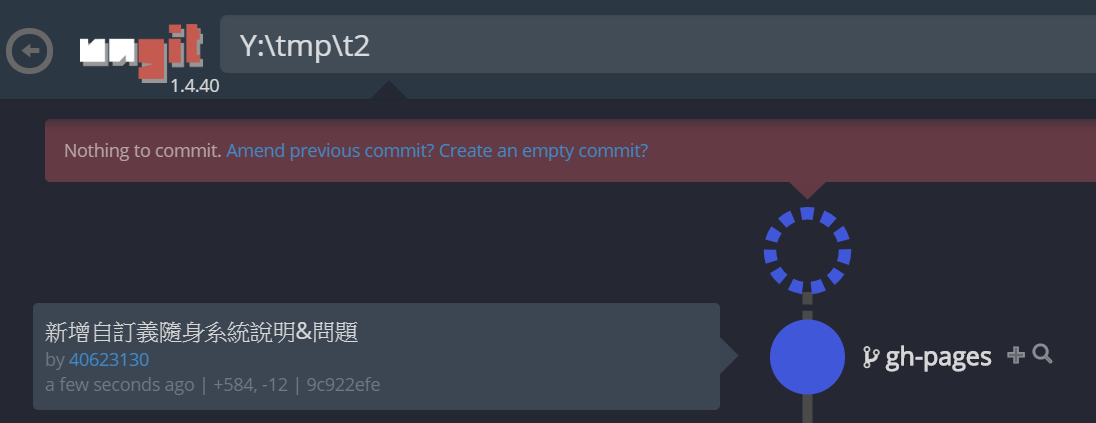 ungit
1.4.40
Y:\tmp\t2
Nothing to commit. Amend previous commit? Create an empty commit?
新增自訂義隨身系統說明&問題
by 40623130
a few seconds ago | +584, -12 | 9c922efe
gh-pages